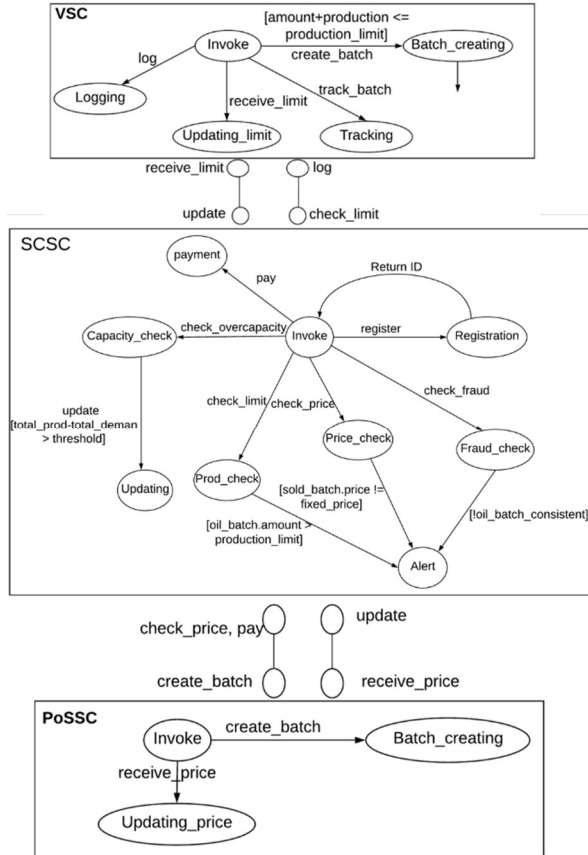 VSC
[amount+production <=
production_limit]
Invoke
Batch_creating
create_batch
log
Logging
receive_limit
track_batch
Updating_limit
Tracking
receive_limit
log
update
check_limit
SCSC
payment
Return ID
pay
Capacity_check
check_overcapacity
Invoke
register
Registration
check_fraud
update
[total_prod-total_deman
> threshold]
check_limit
check_price
Price_check
Fraud_check
Updating
Prod_check
[sold_batch.price !=
fixed_price]
[!oil_batch_consistent]
[oil_batch.amount >
production_limit]
Alert
check_price, pay
update
create_batch
receive_price
PoSSC
Invoke
create_batch
Batch_creating
receive_price
Updating_price